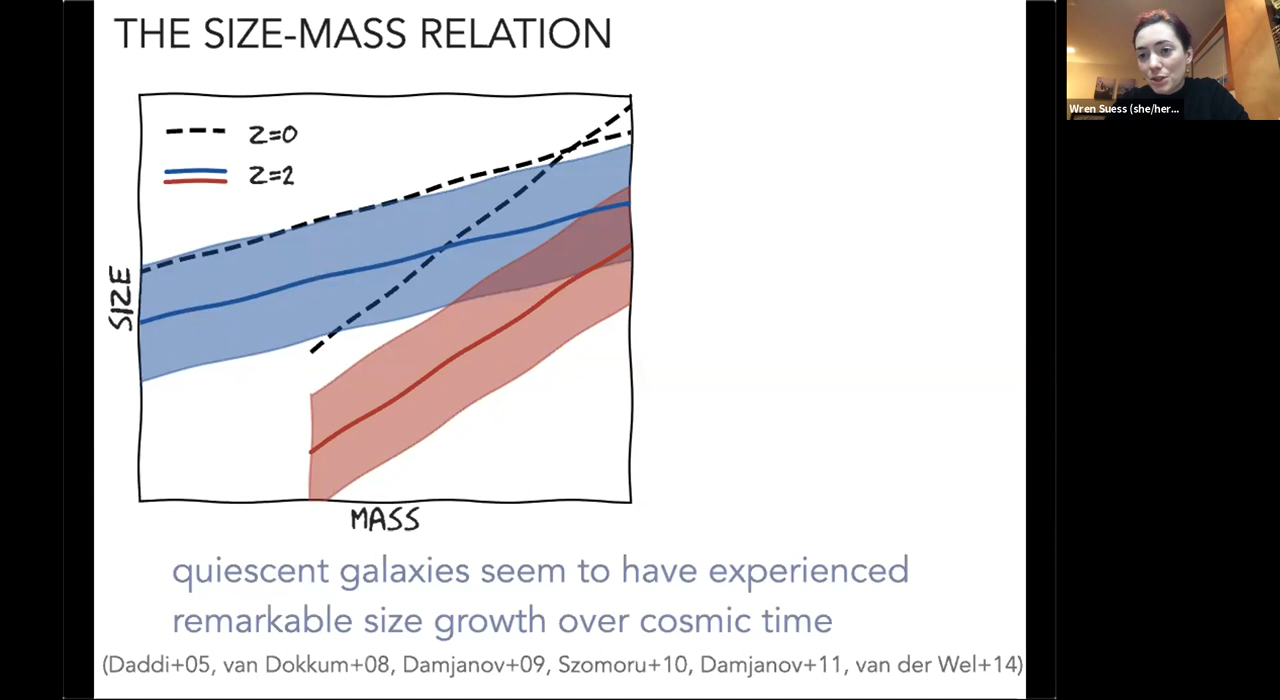 THE SIZE-MASS RELATION
Z=0
Z=2
SIZE
MASS
quiescent galaxies seem to have experienced
remarkable size growth over cosmic time
(Daddi+05, van Dokkum+08, Damjanov+09, Szomoru+10, Damjanov+11, van der Wel+14)
Wren Suess (she/her...